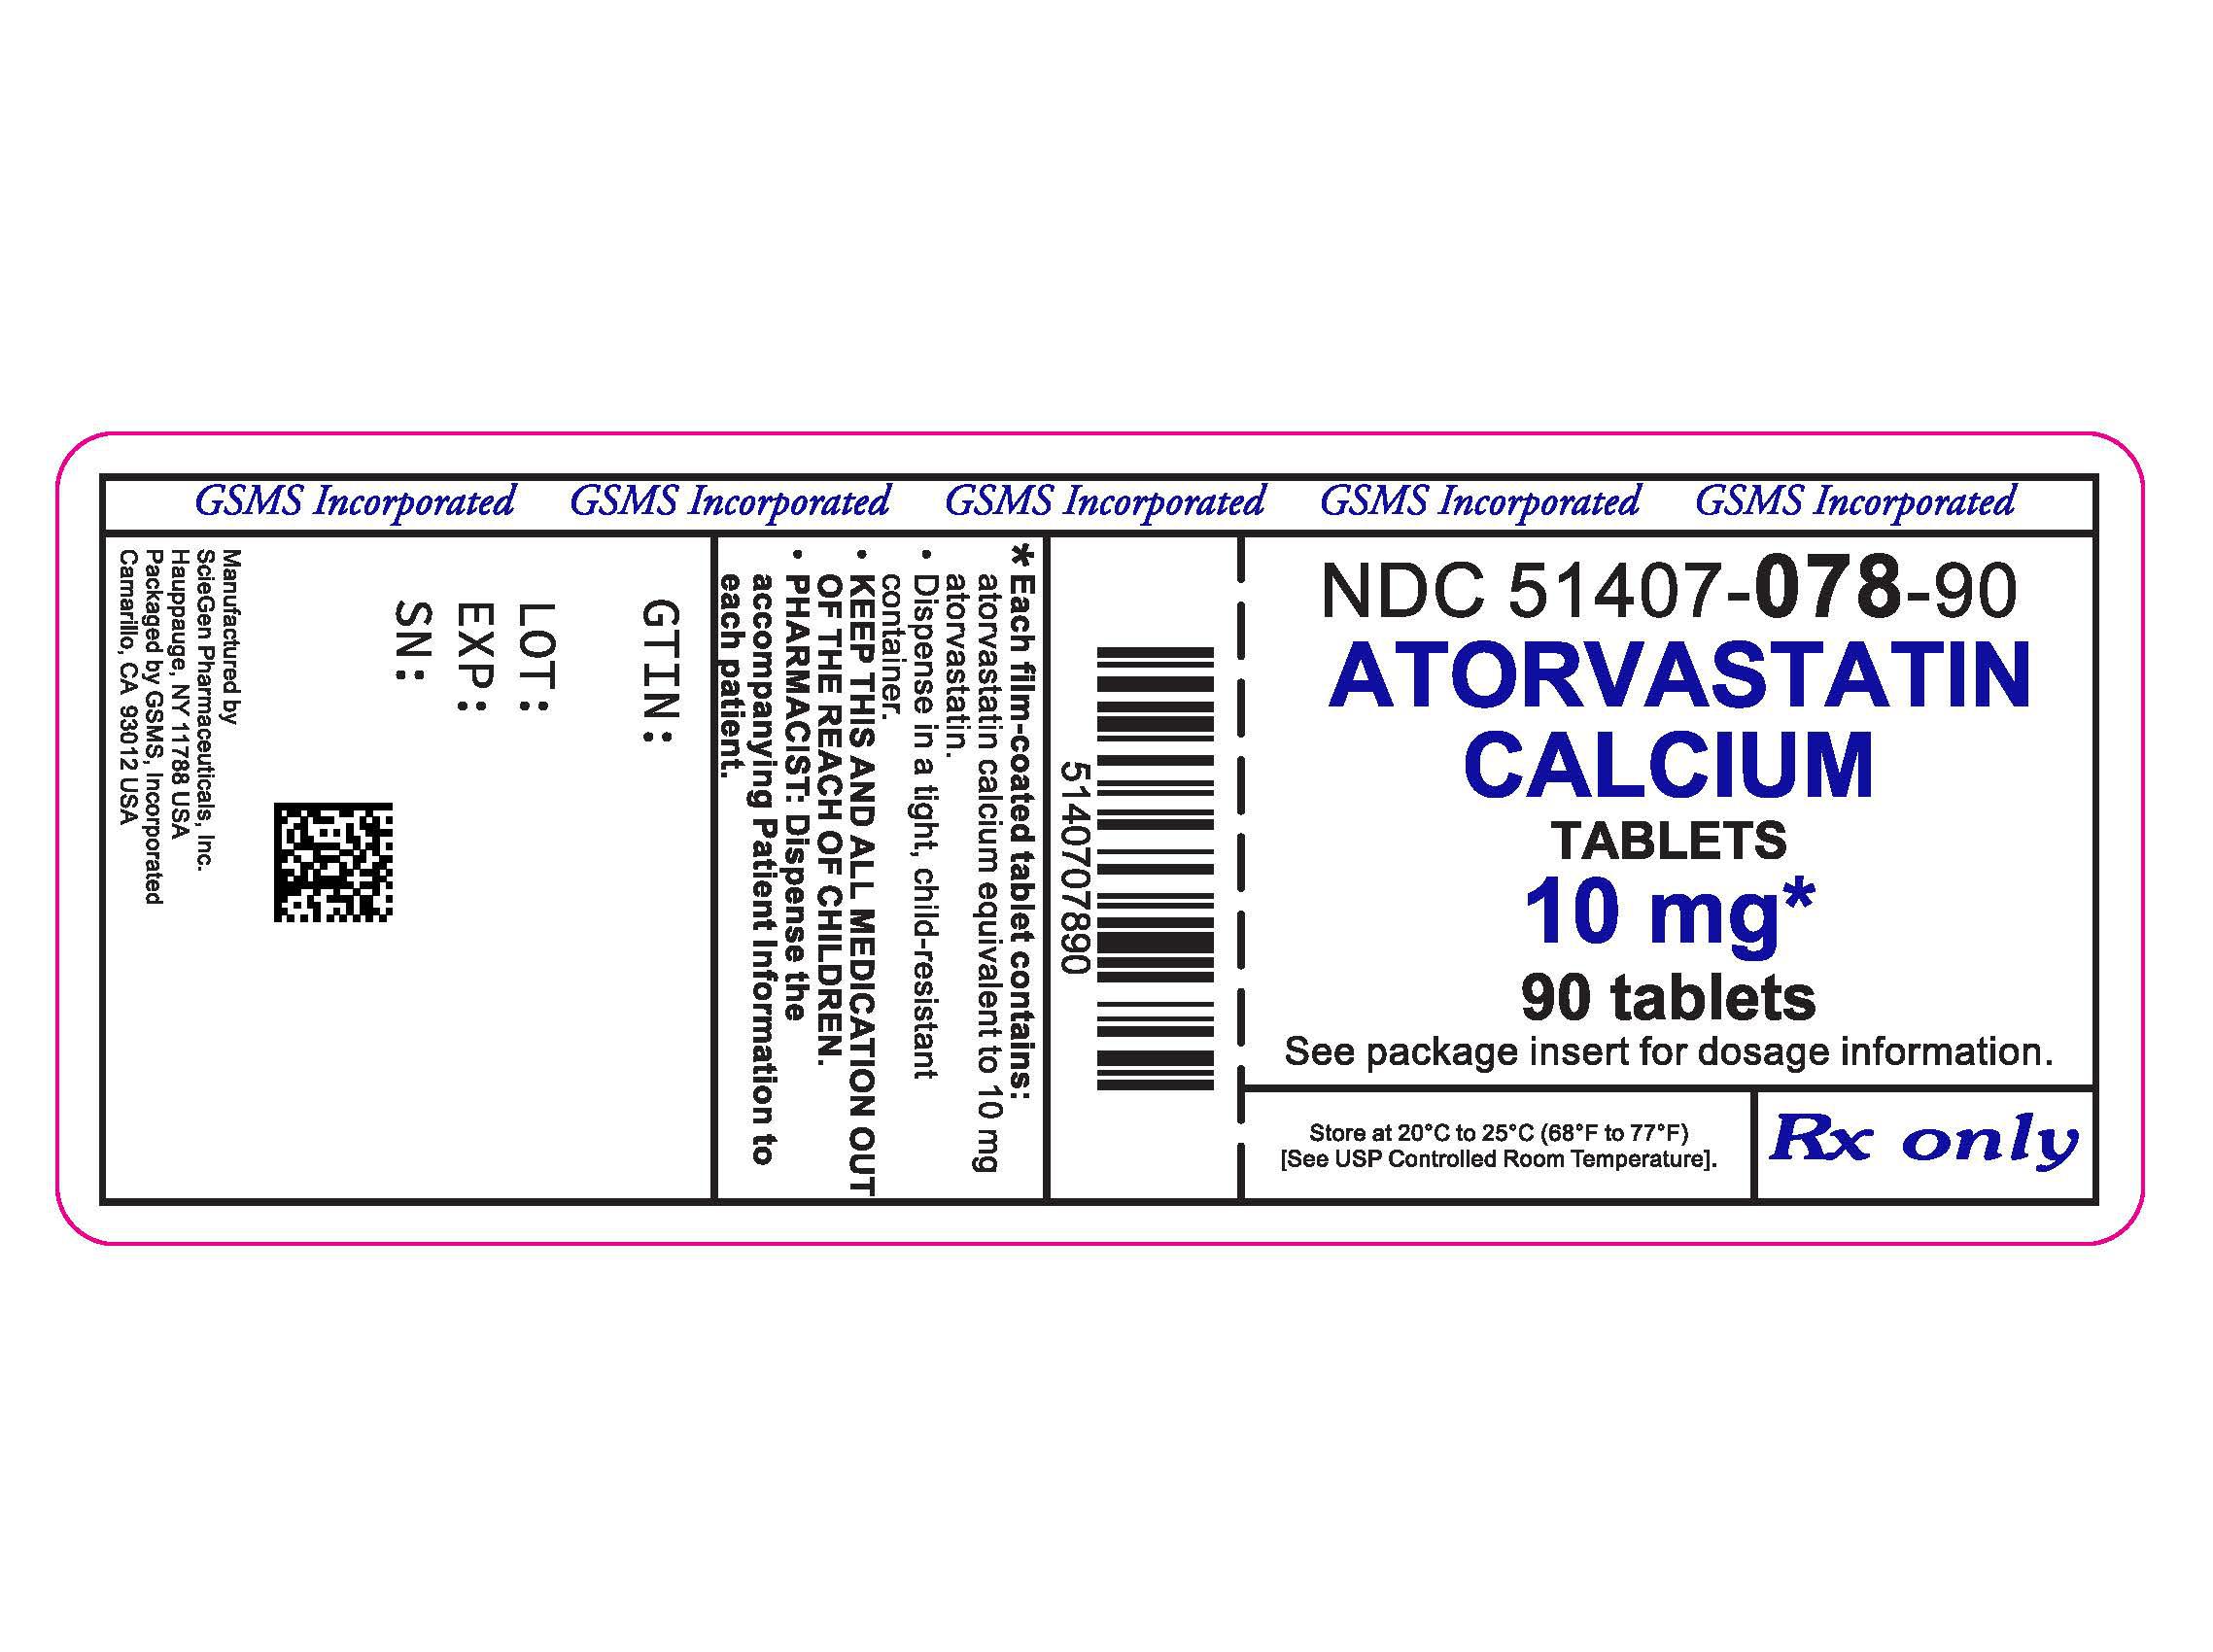 GSMS Incorporated GSMS Incorporated GSMS Incorporated GSMS Incorporated GSMS Incorporated
NDC 51407-078-90
ATORVASTATIN
CALCIUM
TABLETS
10 mg*
90 tablets
See package insert for dosage information.
Store at 20°C to 25°C (68°F to 77°F)
[See USP Controlled Room Temperature].
Rx only
5140707890
* Each film-coated tablet contains:
atorvastatin calcium equivalent to 10 mg
atorvastatin.
• Dispense in a tight, child-resistant
container.
• KEEP THIS AND ALL MEDICATION OUT
OF THE REACH OF CHILDREN.
• PHARMACIST: Dispense the
accompanying Patient Information to
each patient.
GTIN:
LOT:
EXP:
SN:
Manufactured by
ScieGen Pharmaceuticals, Inc.
Hauppauge, NY 11788 USA
Packaged by GSMS, Incorporated
Camarillo, CA 93012 USA